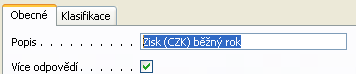 Obecné Klasifikace
Popis . . . . . . . . . . Zisk (CZK) běžný rok
Více odpovědí . . . . .